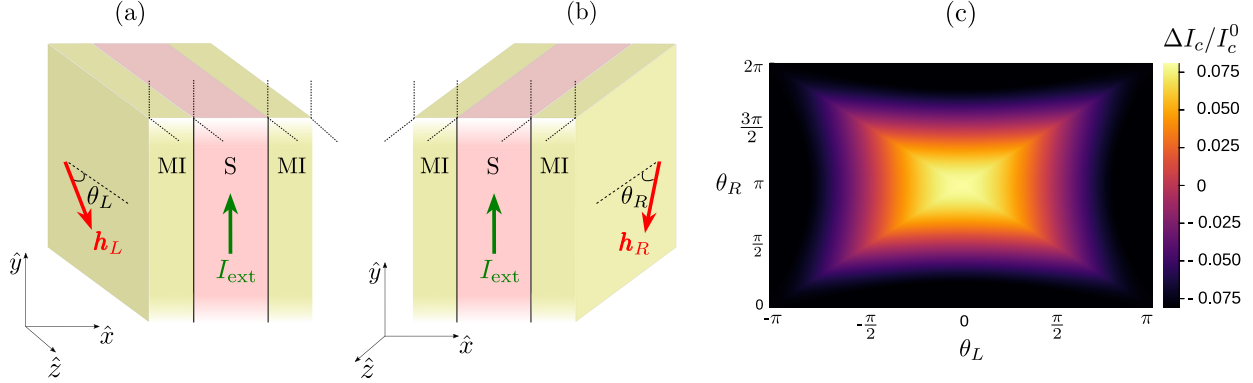 (a)
MI S MI
θ_L
h_L
I_ext
ŷ
x̂
ẑ
(b)
MI S MI
θ_R
h_R
I_ext
ŷ
x̂
ẑ
(c)
ΔI_c/I_c^0
2π
3π/2
θ_R π
π/2
0
-π -π/2 0 π/2 π
θ_L
0.075
0.050
0.025
0
- 0.025
- 0.050
- 0.075